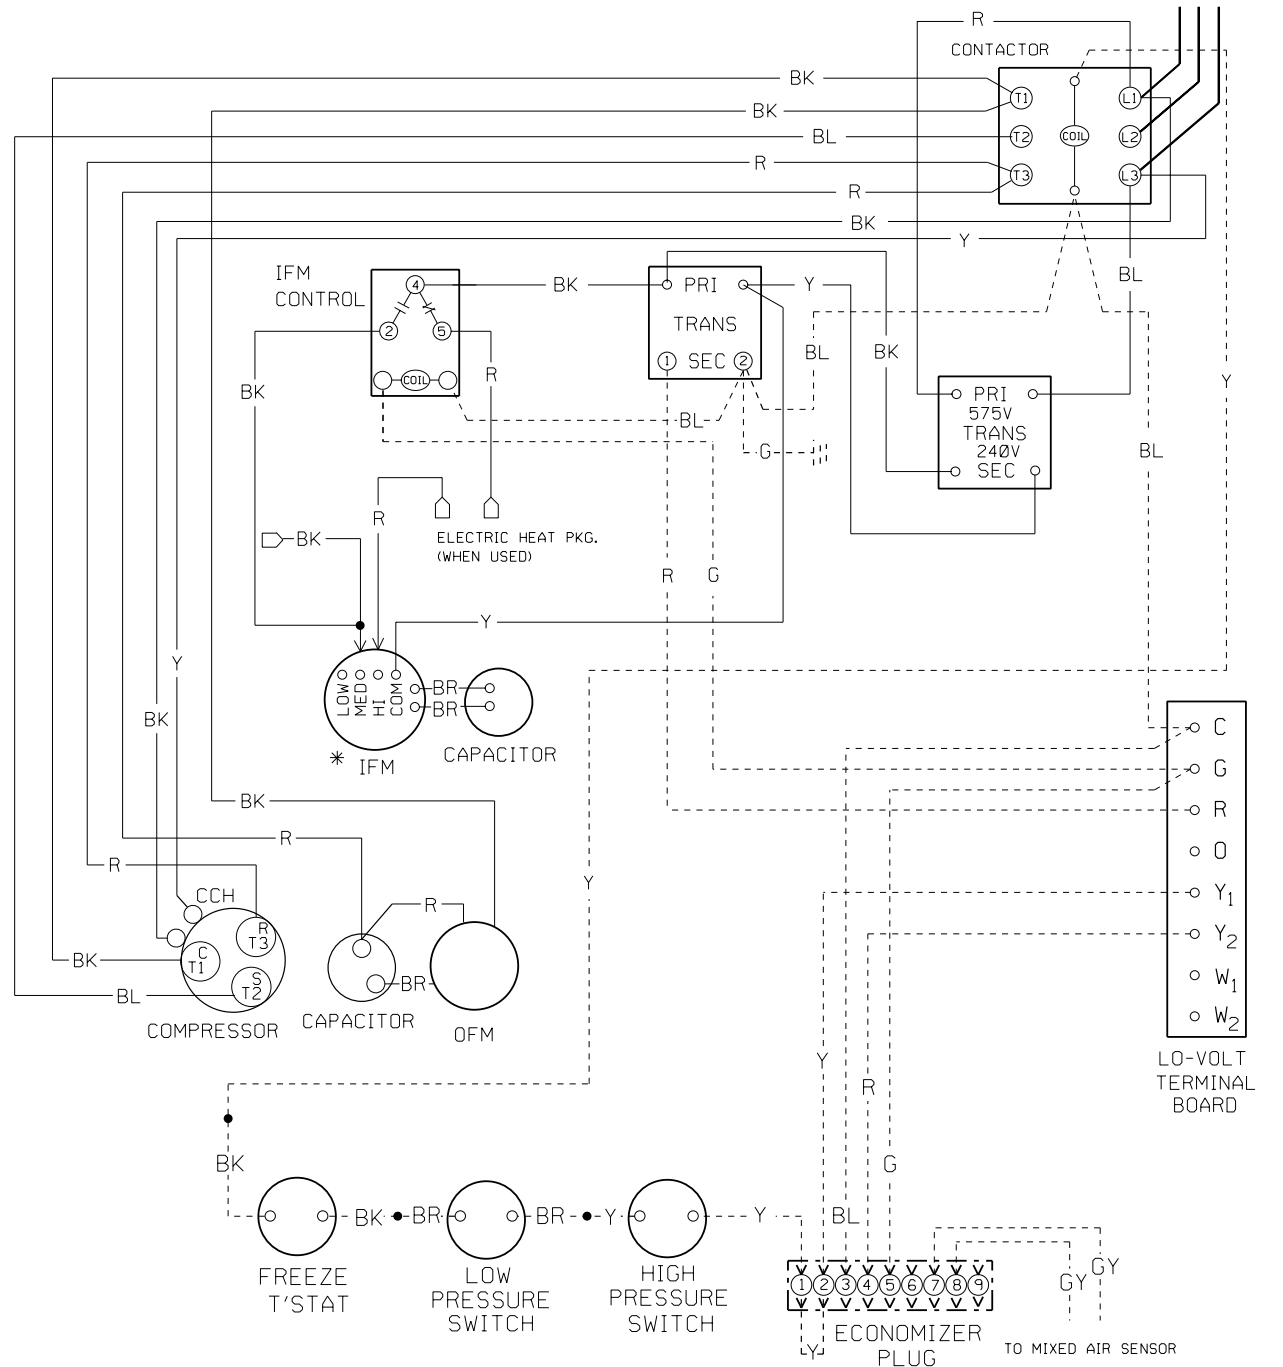 R
CONTACTOR
BK
T1
L1
BK
BL
T2
COIL
L2
R
T3
L3
R
BK
Y
IFM
CONTROL
4
BK
PRI
Y
BL
TRANS
2
5
BL
BK
1
SEC
2
R
COIL
BK
Y
PRI
575V
TRANS
240V
SEC
BL
G
BL
R
BK
ELECTRIC HEAT PKG.
(WHEN USED)
R
G
Y
Y
LOW
MED
HI
COM
BR
BR
BK
* IFM
CAPACITOR
C
G
R
O
Y1
Y2
W1
W2
LO-VOLT
TERMINAL
BOARD
BK
R
R
Y
CCH
R
R
T3
C
T1
S
T2
BK
BL
BR
COMPRESSOR
CAPACITOR
OFM
Y
R
BK
G
BK
BR
BR
Y
Y
BL
FREEZE
T'STAT
LOW
PRESSURE
SWITCH
HIGH
PRESSURE
SWITCH
GY
GY
1 2 3 4 5 6 7 8 9
Y
ECONOMIZER
PLUG
TO MIXED AIR SENSOR